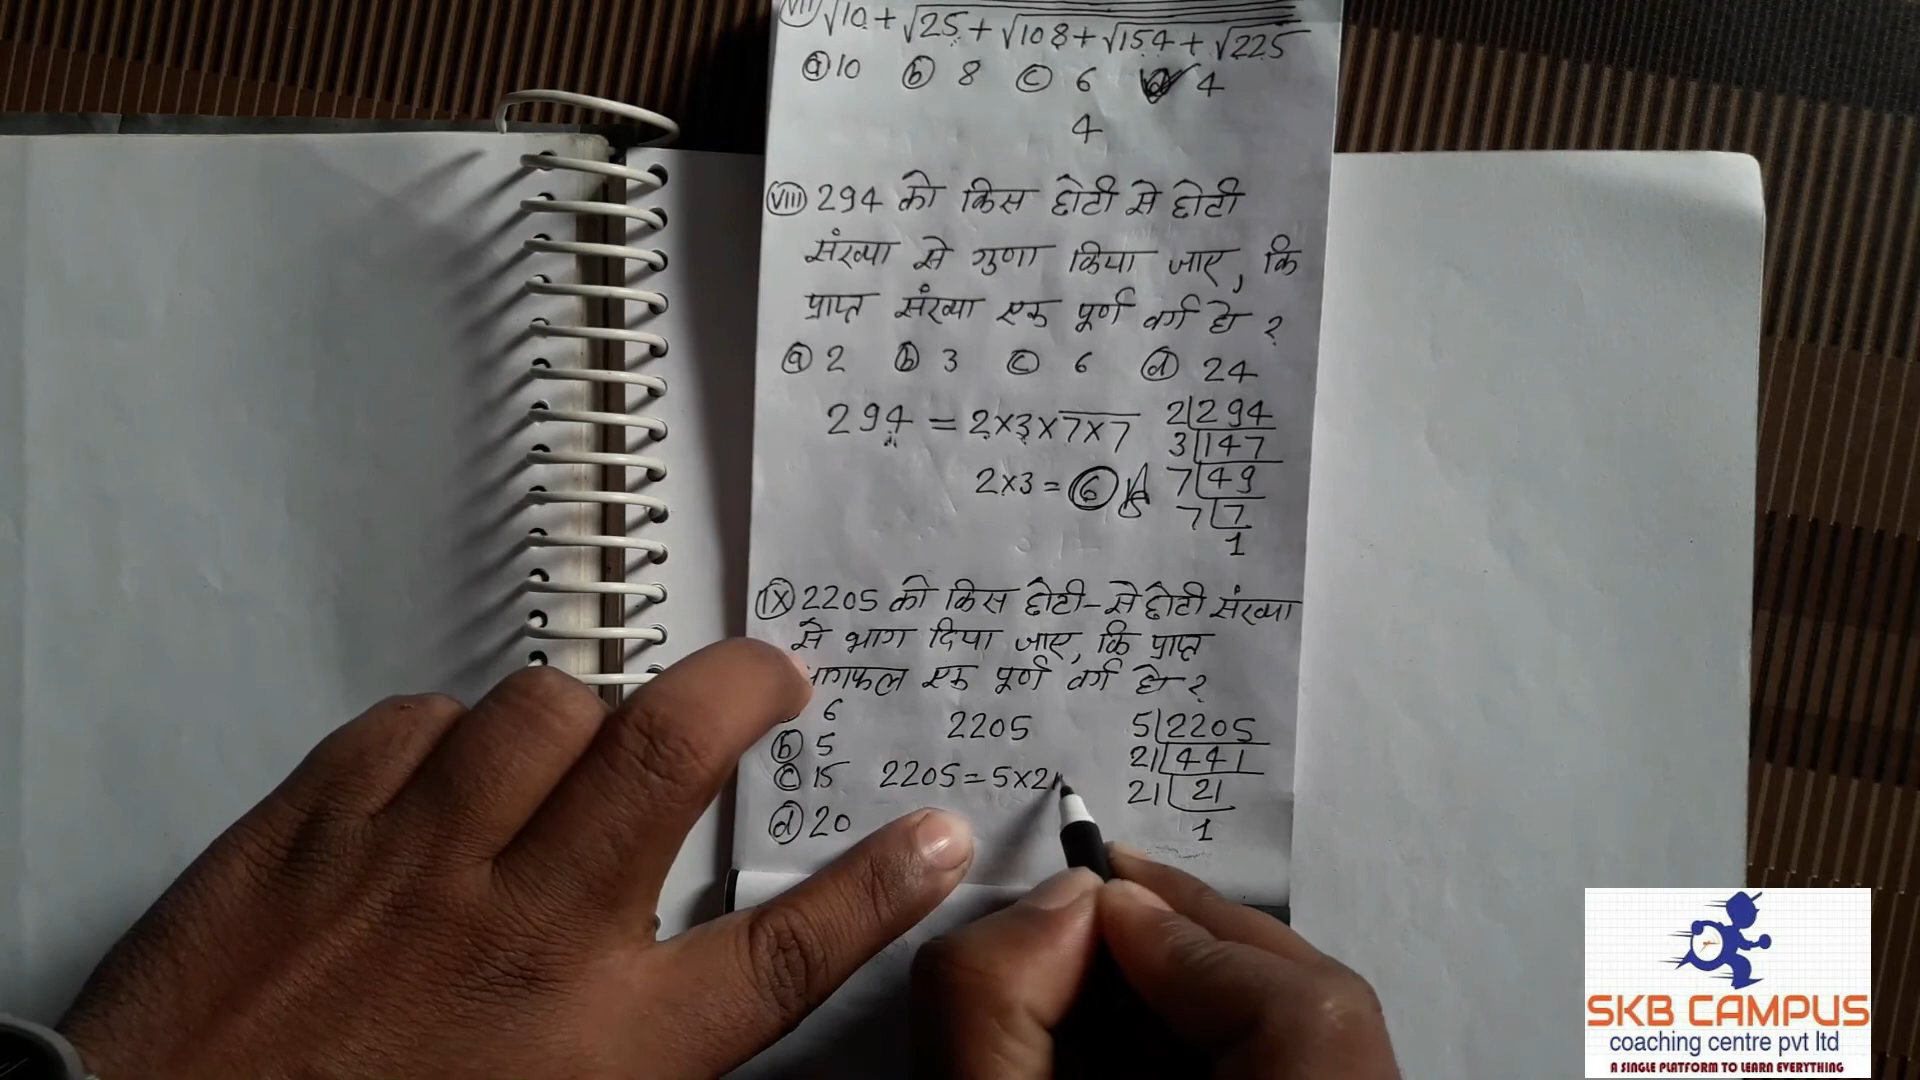 VII √10 + √25 + √108 + √154 + √225
a 10 b 8 c 6 d 4
4
VIII 294 को किस छोटी से छोटी
संख्या से गुणा किया जाए, कि
प्राप्त संख्या एक पूर्ण वर्ग हो ?
a 2 b 3 c 6 d 24
294 = 2×3×7×7
2×3 = 6
2 294
3 147
7 49
7 7
1
IX 2205 को किस छोटी-से छोटी संख्या
से भाग दिया जाए, कि प्राप्त
भागफल एक पूर्ण वर्ग हो ?
6
b 5
c 15
d 20
2205
2205 = 5×2
5 2205
21 441
21 21
1
SKB CAMPUS
coaching centre pvt ltd
A SINGLE PLATFORM TO LEARN EVERYTHING